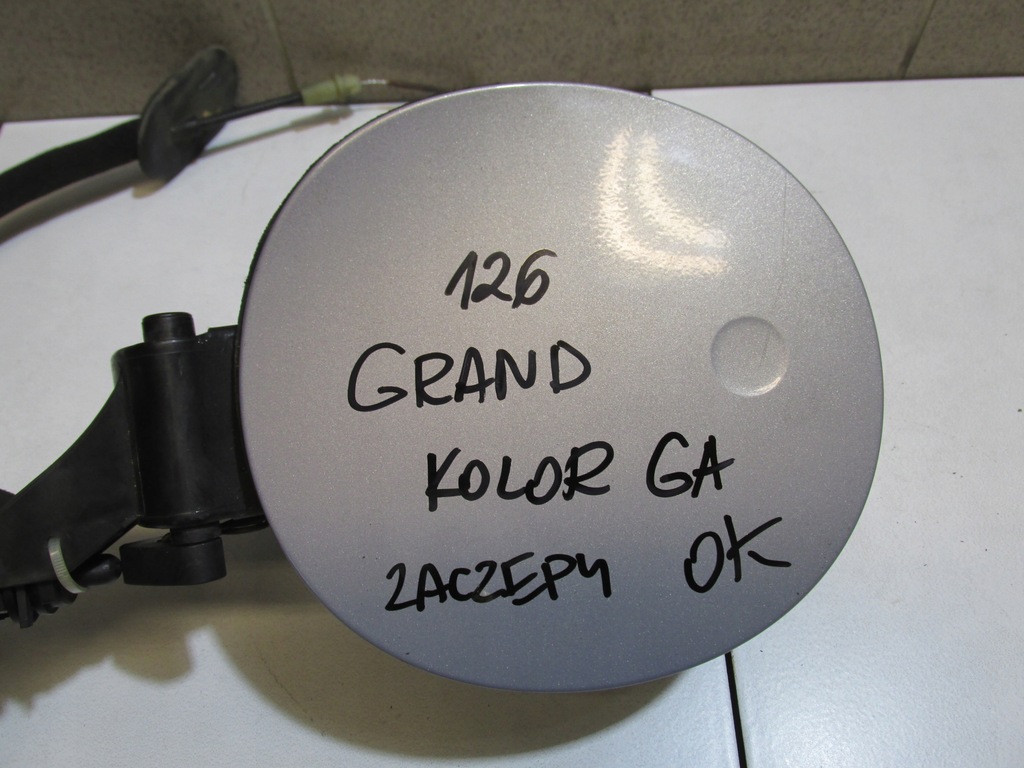 126
GRAND
KOLOR GA
ZACZEPY OK